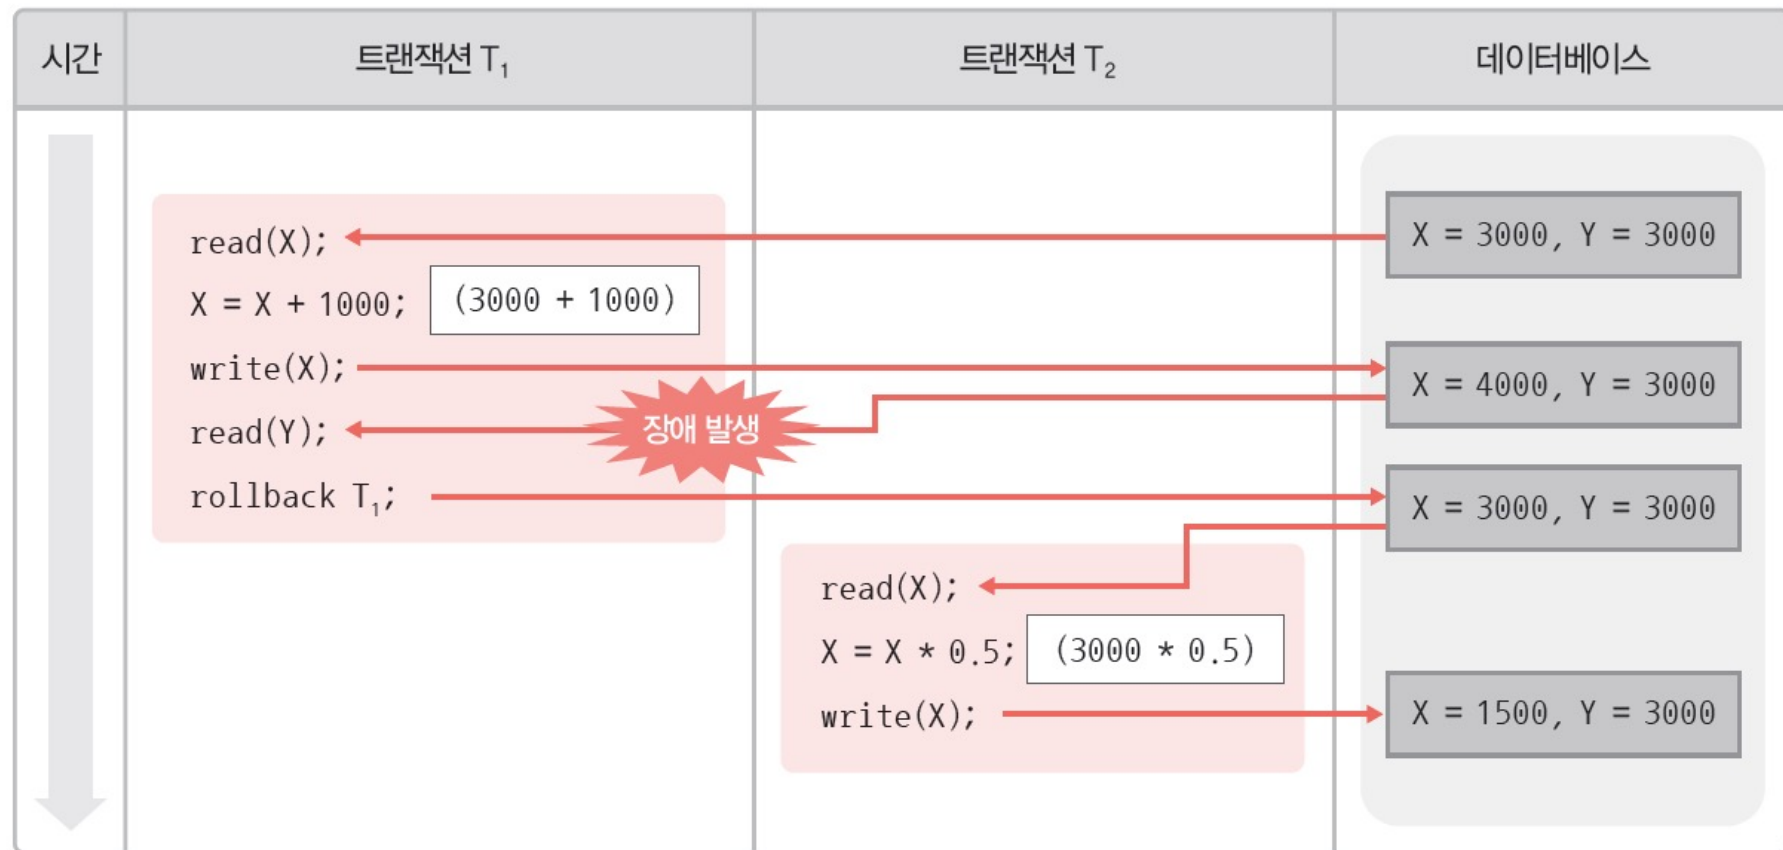 시간
트랜잭션 T₁
트랜잭션 T₂
데이터베이스
X = 3000, Y = 3000
read(X);
X = X + 1000;
(3000 + 1000)
write(X);
X = 4000, Y = 3000
장애 발생
read(Y);
rollback T₁;
X = 3000, Y = 3000
read(X);
X = X * 0.5;
(3000 * 0.5)
write(X);
X = 1500, Y = 3000